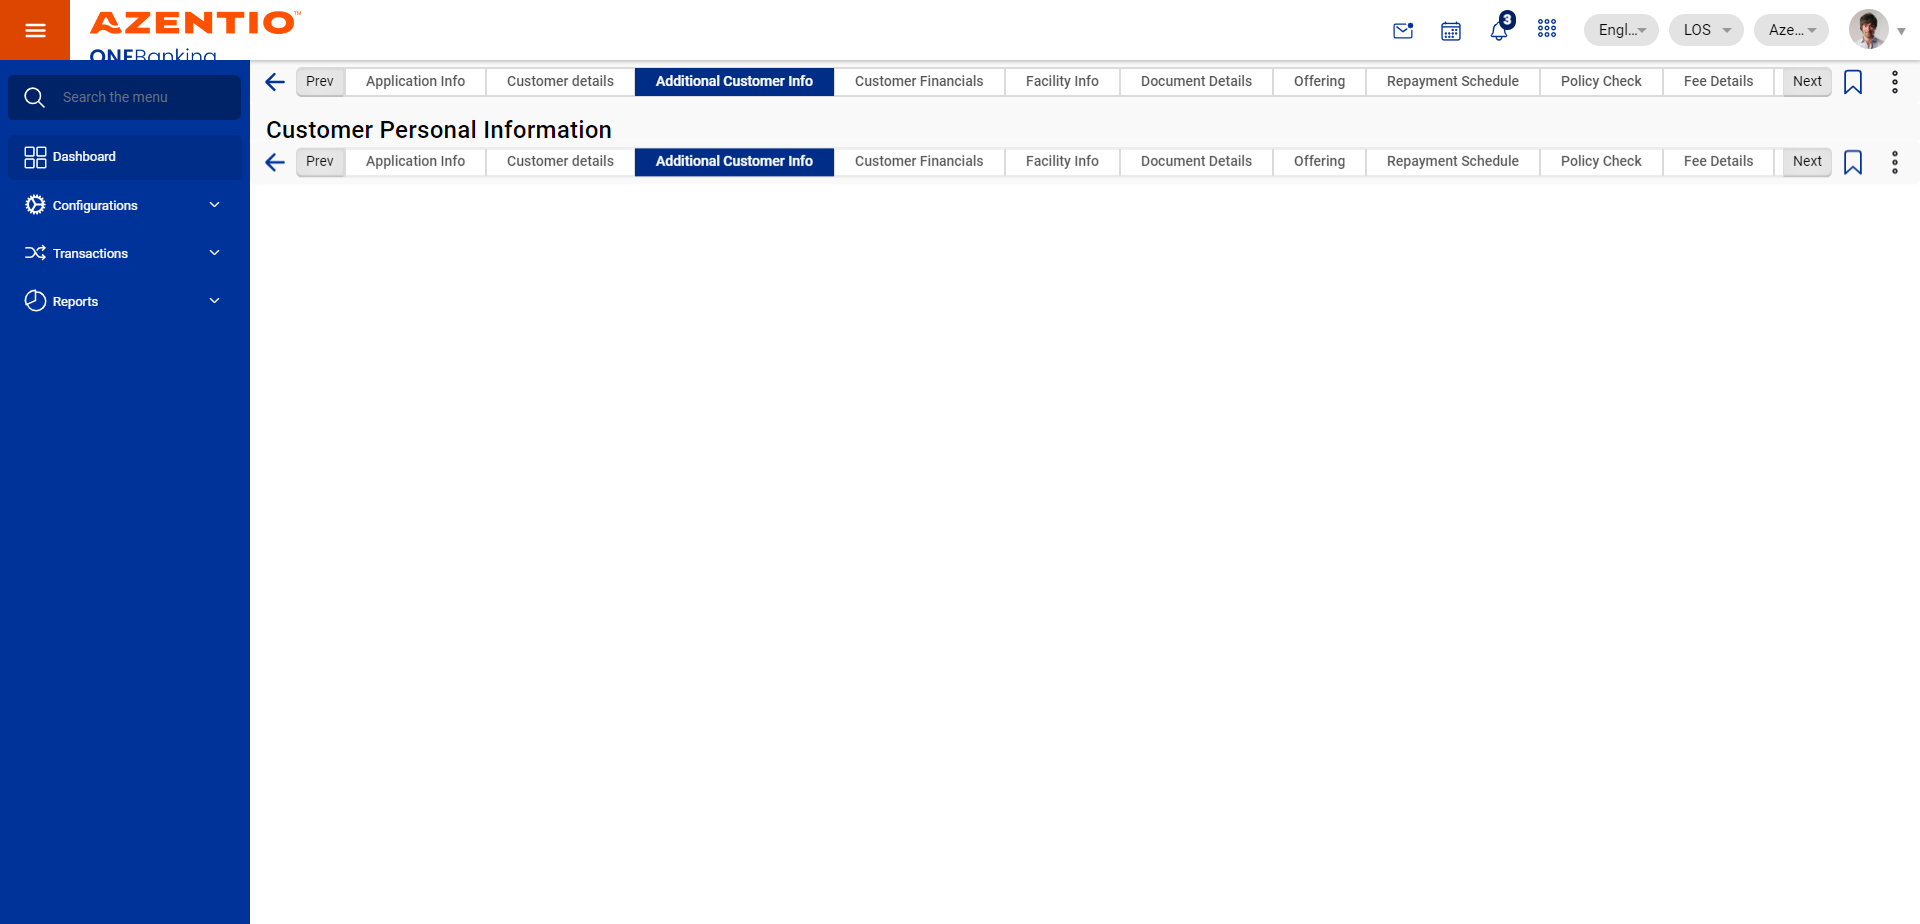 AZENTIO™
ONEBanking
3
Engl...
LOS
Aze...
Search the menu
Dashboard
Configurations
Transactions
Reports
Prev
Application Info
Customer details
Additional Customer Info
Customer Financials
Facility Info
Document Details
Offering
Repayment Schedule
Policy Check
Fee Details
Next
Customer Personal Information
Prev
Application Info
Customer details
Additional Customer Info
Customer Financials
Facility Info
Document Details
Offering
Repayment Schedule
Policy Check
Fee Details
Next